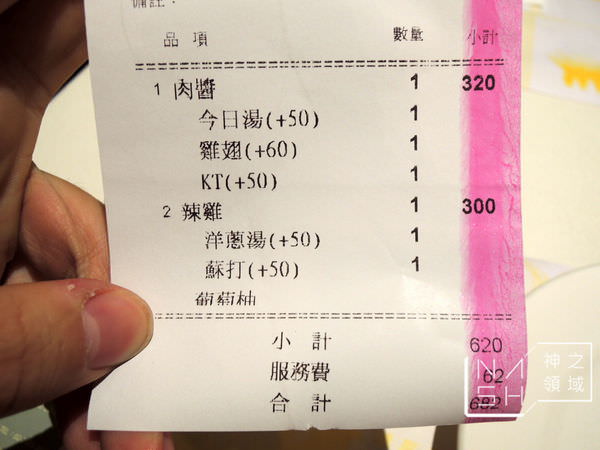 備註：
品 項 數量 小計
1 肉醬 1 320
今日湯(+50) 1
雞翅(+60) 1
KT(+50) 1
2 辣雞 1 300
洋蔥湯(+50) 1
蘇打(+50) 1
葡萄柚
小 計 620
服務費 62
合 計 682
神之
領域